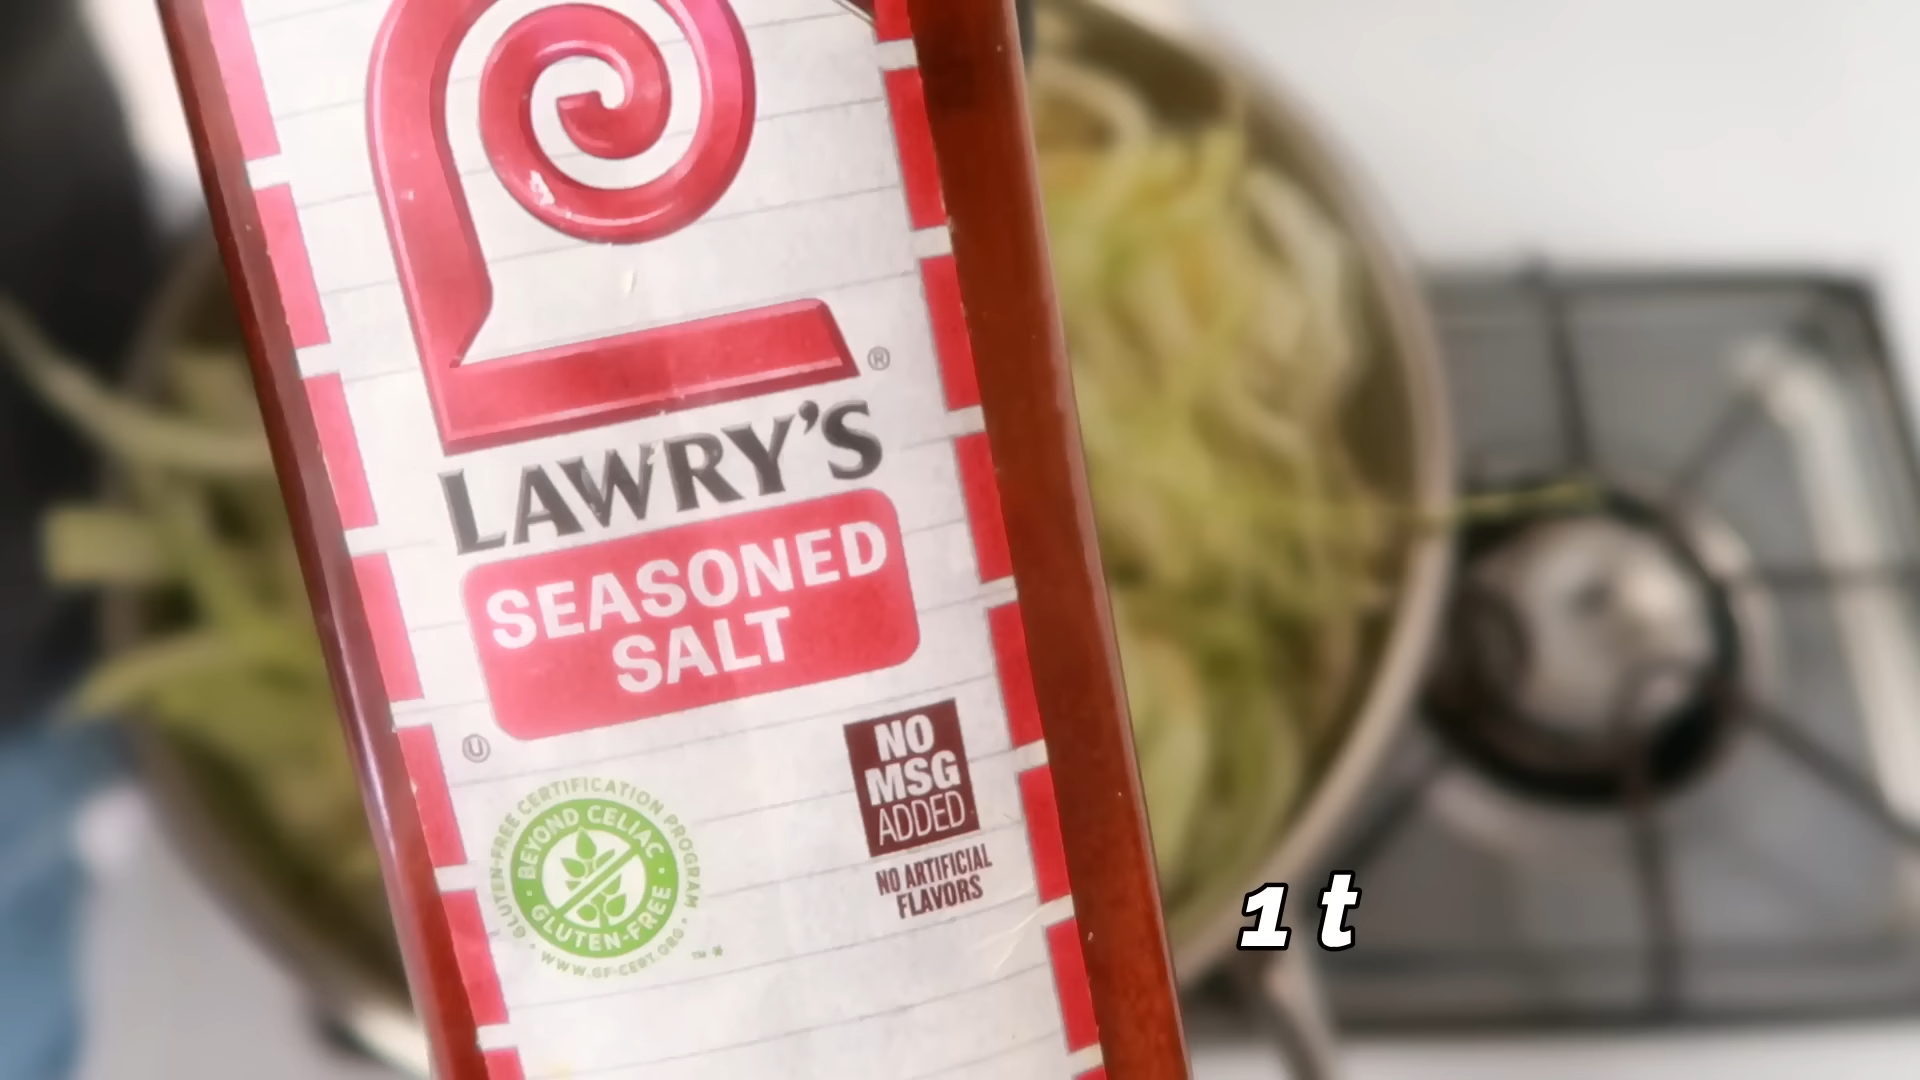 ®
LAWRY'S
SEASONED
SALT
U
NO
MSG
ADDED
NO ARTIFICIAL
FLAVORS
GLUTEN-FREE CERTIFICATION PROGRAM
BEYOND CELIAC
GLUTEN-FREE
WWW.GF-CERT.ORG
™
1 t